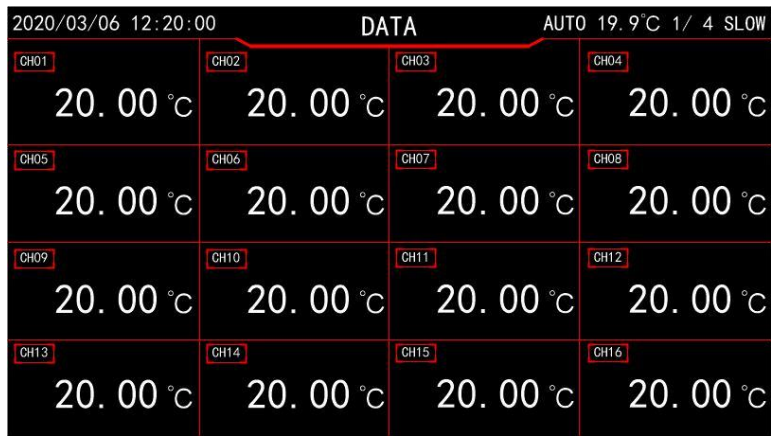 2020/03/06 12:20:00 DATA AUTO 19.9℃ 1/ 4 SLOW
CH01 CH02 CH03 CH04
20.00℃ 20.00℃ 20.00℃ 20.00℃
CH05 CH06 CH07 CH08
20.00℃ 20.00℃ 20.00℃ 20.00℃
CH09 CH10 CH11 CH12
20.00℃ 20.00℃ 20.00℃ 20.00℃
CH13 CH14 CH15 CH16
20.00℃ 20.00℃ 20.00℃ 20.00℃